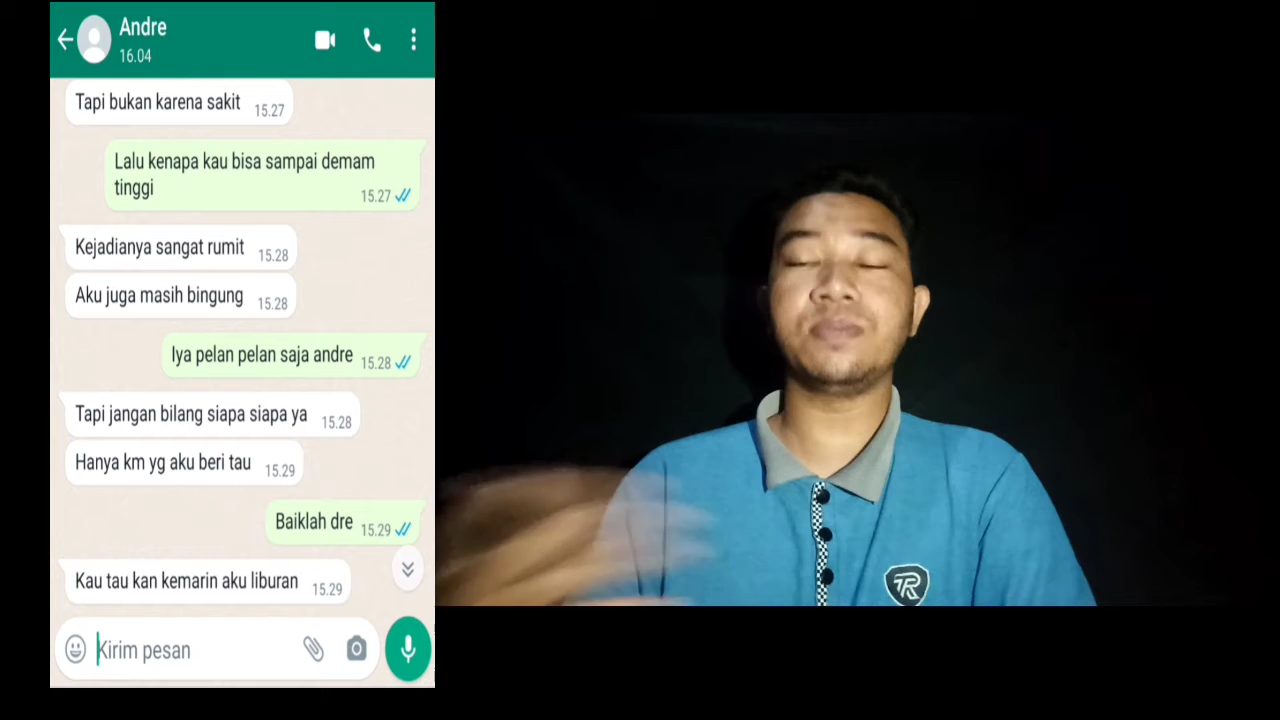 Andre
16.04
Tapi bukan karena sakit 15.27
Lalu kenapa kau bisa sampai demam
tinggi 15.27
Kejadianya sangat rumit 15.28
Aku juga masih bingung 15.28
Iya pelan pelan saja andre 15.28
Tapi jangan bilang siapa siapa ya 15.28
Hanya km yg aku beri tau 15.29
Baiklah dre 15.29
Kau tau kan kemarin aku liburan 15.29
Kirim pesan
TR